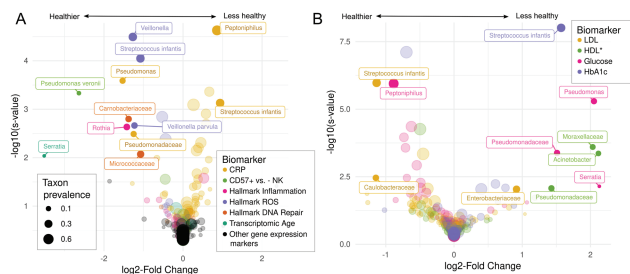 A
Healthier
Less healthy
Veillonella
Peptoniphilus
Streptococcus infantis
Pseudomonas
Pseudomonas veronii
Streptococcus infantis
Carnobacteriaceae
Rothia
Veillonella parvula
Serratia
Pseudomonadaceae
Micrococcaceae
-log10(s-value)
4
3
2
1
Taxon
prevalence
0.1
0.3
0.6
Biomarker
CRP
CD57+ vs. - NK
Hallmark Inflammation
Hallmark ROS
Hallmark DNA Repair
Transcriptomic Age
Other gene expression
markers
-2
0
2
log2-Fold Change
B
Healthier
Less healthy
Streptococcus infantis
Biomarker
LDL
HDL*
Glucose
HbA1c
Streptococcus infantis
Peptoniphilus
Pseudomonas
Moraxellaceae
Pseudomonadaceae
Acinetobacter
Serratia
Caulobacteraceae
Enterobacteriaceae
Pseudomonadaceae
-log10(s-value)
7.5
5.0
2.5
0.0
-1
0
1
2
log2-Fold Change